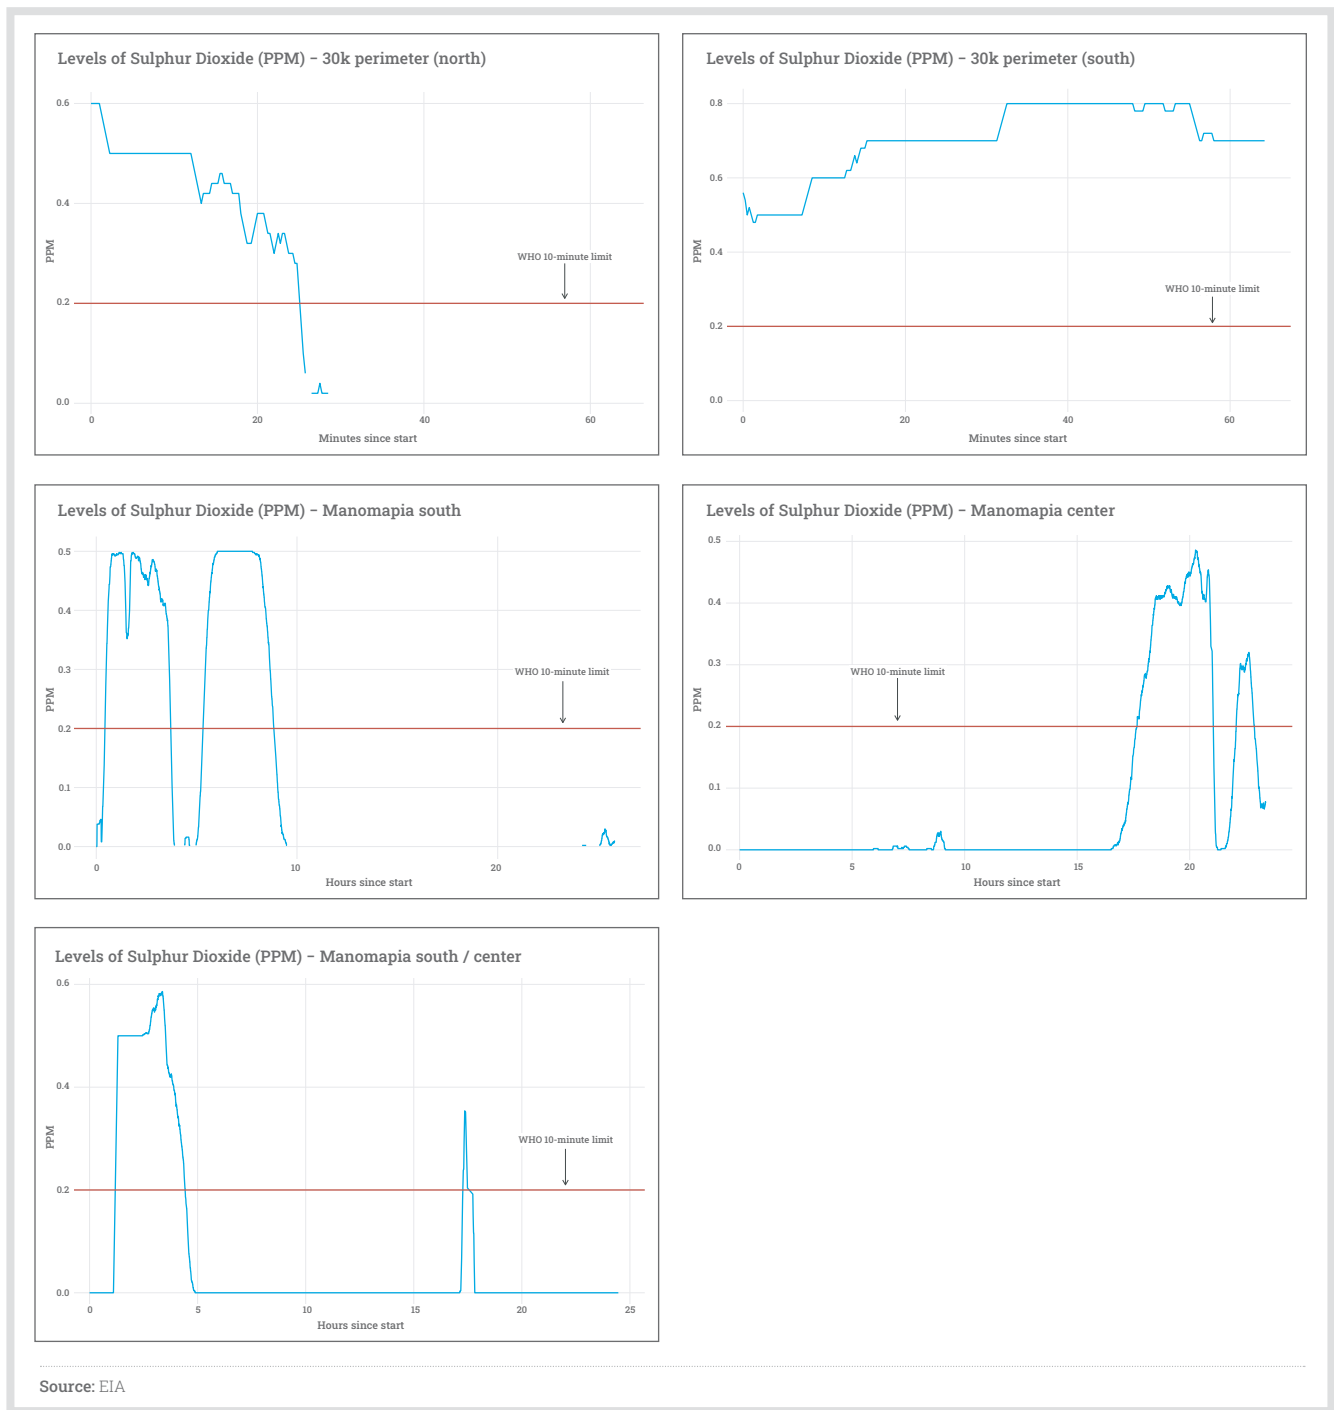 Levels of Sulphur Dioxide (PPM) – 30k perimeter (north)
0.6
0.4
0.2
0.0
PPM
WHO 10-minute limit
0 20 40 60
Minutes since start
Levels of Sulphur Dioxide (PPM) – 30k perimeter (south)
0.8
0.6
0.4
0.2
0.0
PPM
WHO 10-minute limit
0 20 40 60
Minutes since start
Levels of Sulphur Dioxide (PPM) – Manomapia south
0.5
0.4
0.3
0.2
0.1
0.0
PPM
WHO 10-minute limit
0 10 20
Hours since start
Levels of Sulphur Dioxide (PPM) – Manomapia center
0.5
0.4
0.3
0.2
0.1
0.0
PPM
WHO 10-minute limit
0 5 10 15 20
Hours since start
Levels of Sulphur Dioxide (PPM) – Manomapia south / center
0.6
0.4
0.2
0.0
PPM
WHO 10-minute limit
0 5 10 15 20 25
Hours since start
Source: EIA